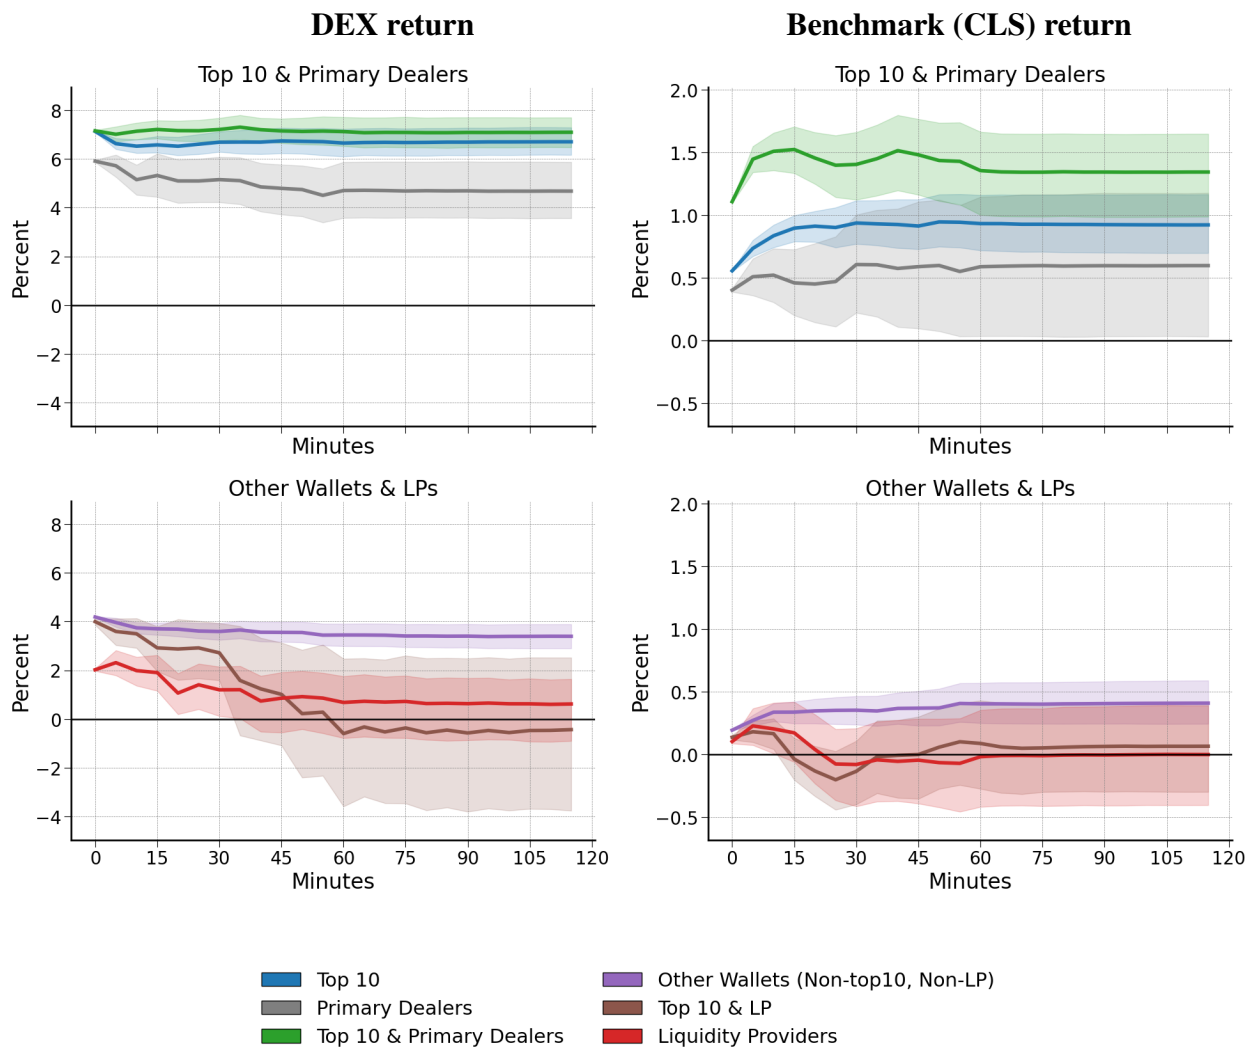 DEX return
Benchmark (CLS) return
Top 10 & Primary Dealers
Top 10 & Primary Dealers
Percent
8
6
4
2
0
−2
−4
Minutes
Percent
2.0
1.5
1.0
0.5
0.0
−0.5
Minutes
Other Wallets & LPs
Other Wallets & LPs
Percent
8
6
4
2
0
−2
−4
0 15 30 45 60 75 90 105 120
Minutes
Percent
2.0
1.5
1.0
0.5
0.0
−0.5
0 15 30 45 60 75 90 105 120
Minutes
Top 10
Primary Dealers
Top 10 & Primary Dealers
Other Wallets (Non-top10, Non-LP)
Top 10 & LP
Liquidity Providers